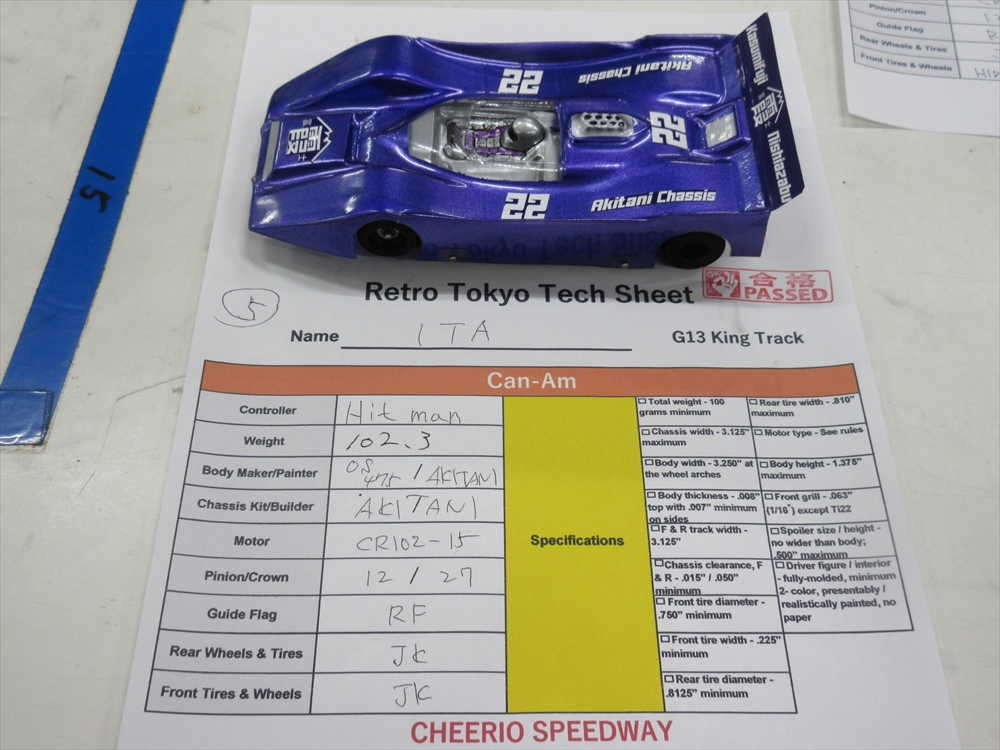 Pinion/Crown
Guide Flag
Rear Wheels & Tires
Front Tires & Wheels
Kasumifuji
Nishiazabu
22
Akitani Chassis
22
22
Akitani Chassis
Retro Tokyo Tech Sheet
合格
PASSED
5
Name ITA
G13 King Track
Can-Am
Controller Hit man
Weight 102.3
Body Maker/Painter OS 475 / AKITANI
Chassis Kit/Builder AKITANI
Motor CR102-15
Pinion/Crown 12 / 27
Guide Flag RF
Rear Wheels & Tires JK
Front Tires & Wheels JK
Specifications
Total weight - 100
grams minimum
Chassis width - 3.125"
maximum
Body width - 3.250" at
the wheel arches
Body thickness - .008"
top with .007" minimum
on sides
F & R track width -
3.125"
Chassis clearance, F
& R - .015" / .050"
minimum
Front tire diameter -
.750" minimum
Front tire width - .225"
minimum
Rear tire diameter -
.8125" minimum
Rear tire width - .810"
maximum
Motor type - See rules
Body height - 1.375"
maximum
Front grill - .063"
(1/16") except Ti22
Spoiler size / height -
no wider than body;
.500" maximum
Driver figure / interior
- fully-molded, minimum
2- color, presentably /
realistically painted, no
paper
CHEERIO SPEEDWAY
15